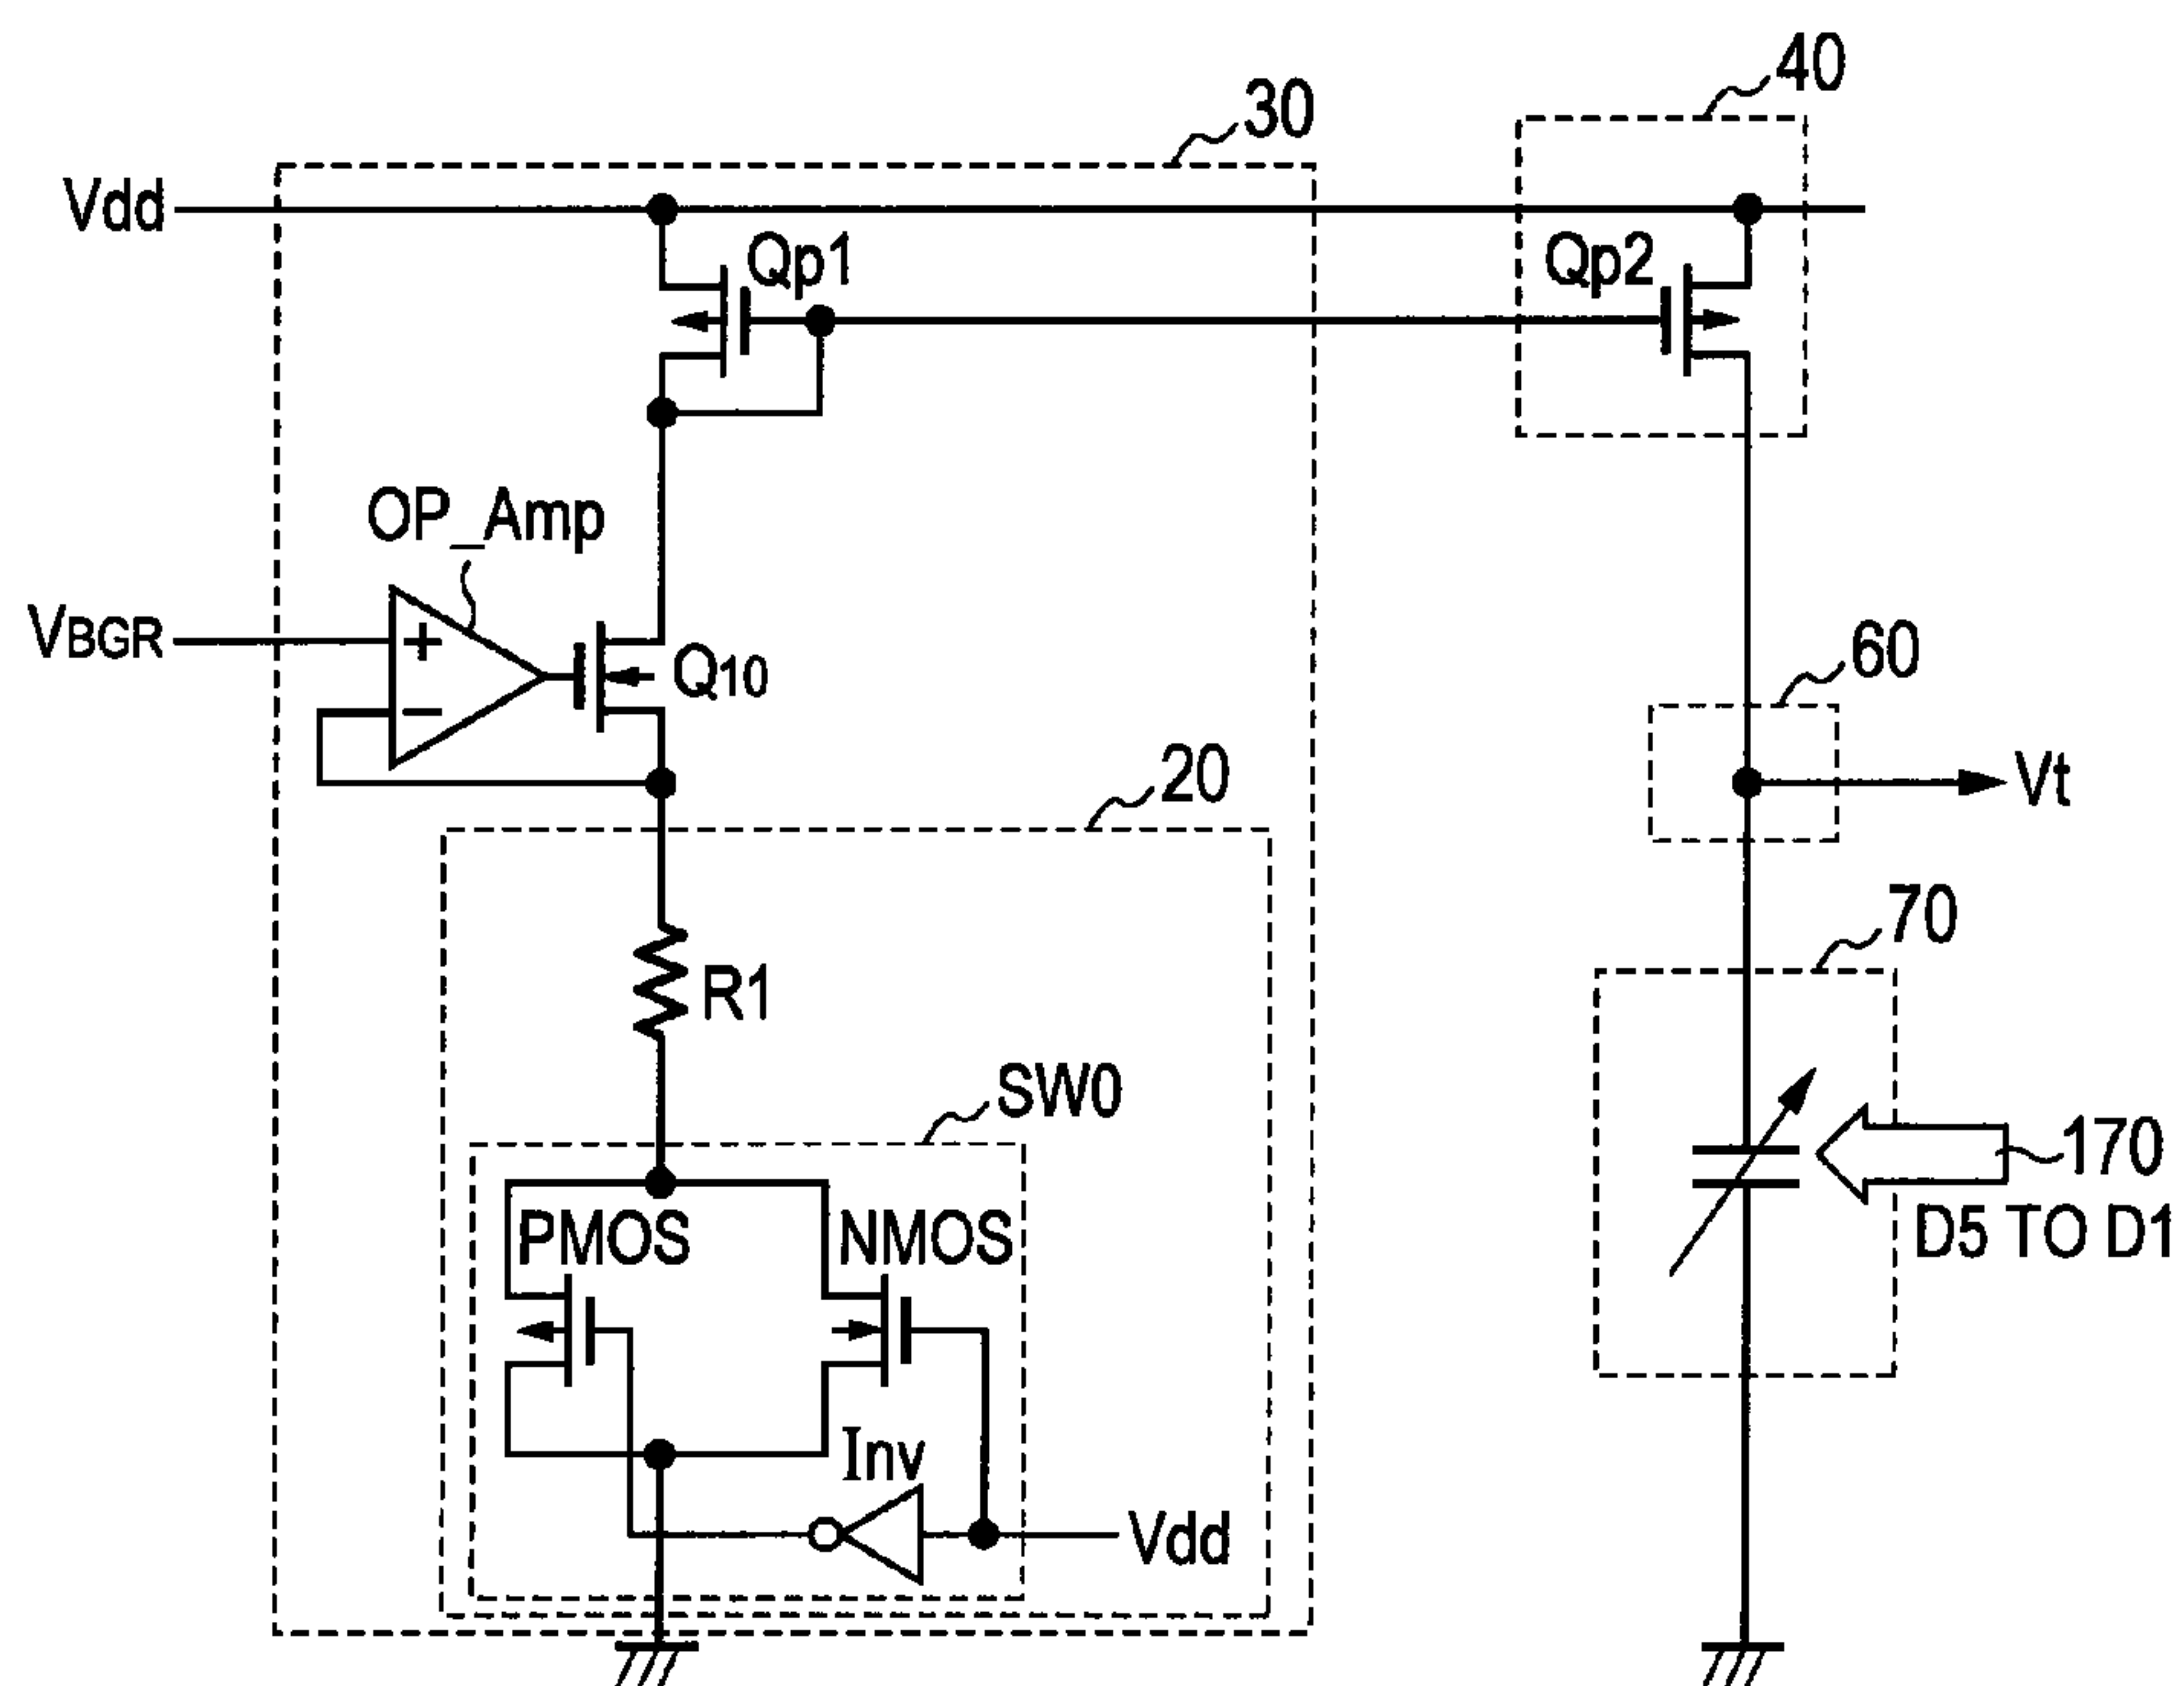 40
30
Vdd
Qp1
Qp2
OP_Amp
VBGR
+
Q10
−
60
Vt
20
70
R1
SW0
170
D5 TO D1
PMOS
NMOS
Inv
Vdd